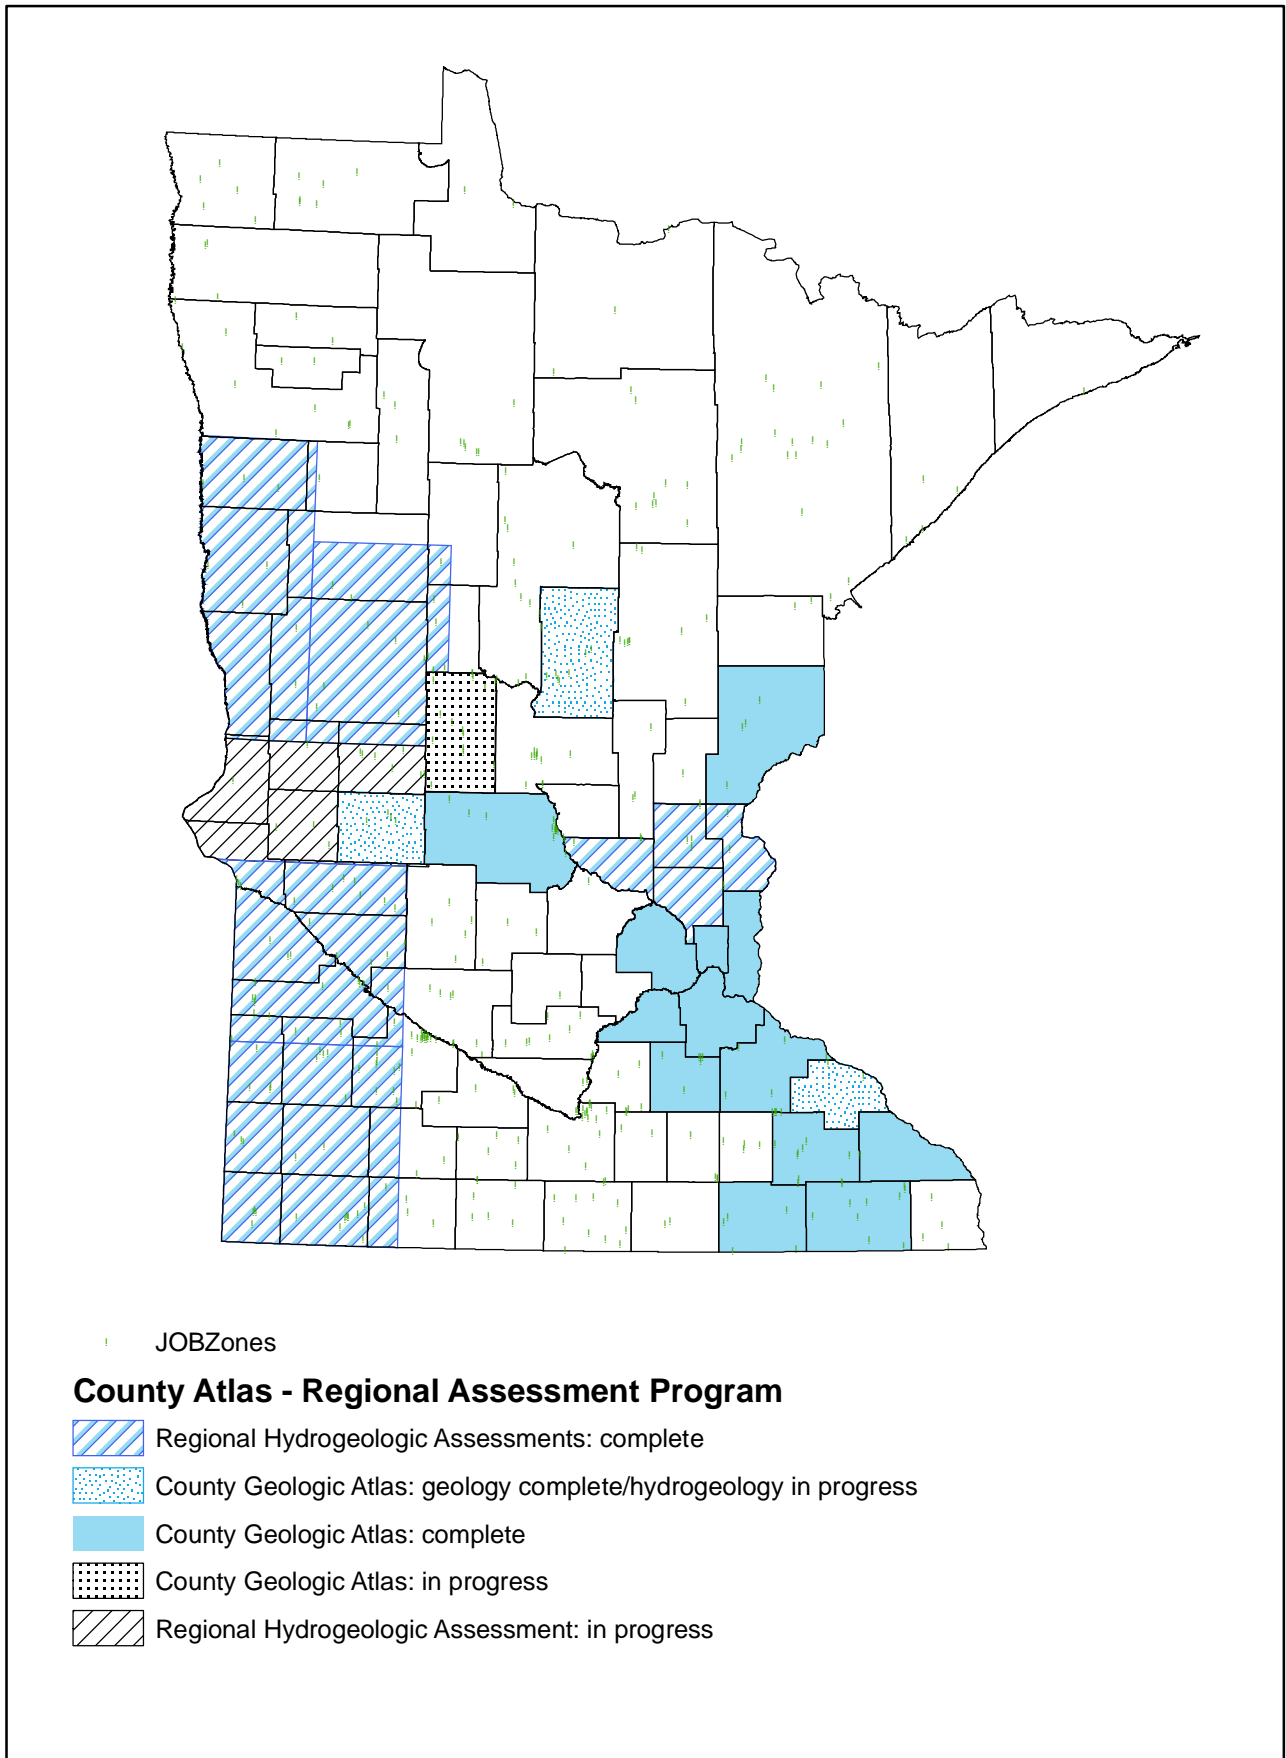 JOBZones
County Atlas - Regional Assessment Program
Regional Hydrogeologic Assessments: complete
County Geologic Atlas: geology complete/hydrogeology in progress
County Geologic Atlas: complete
County Geologic Atlas: in progress
Regional Hydrogeologic Assessment: in progress